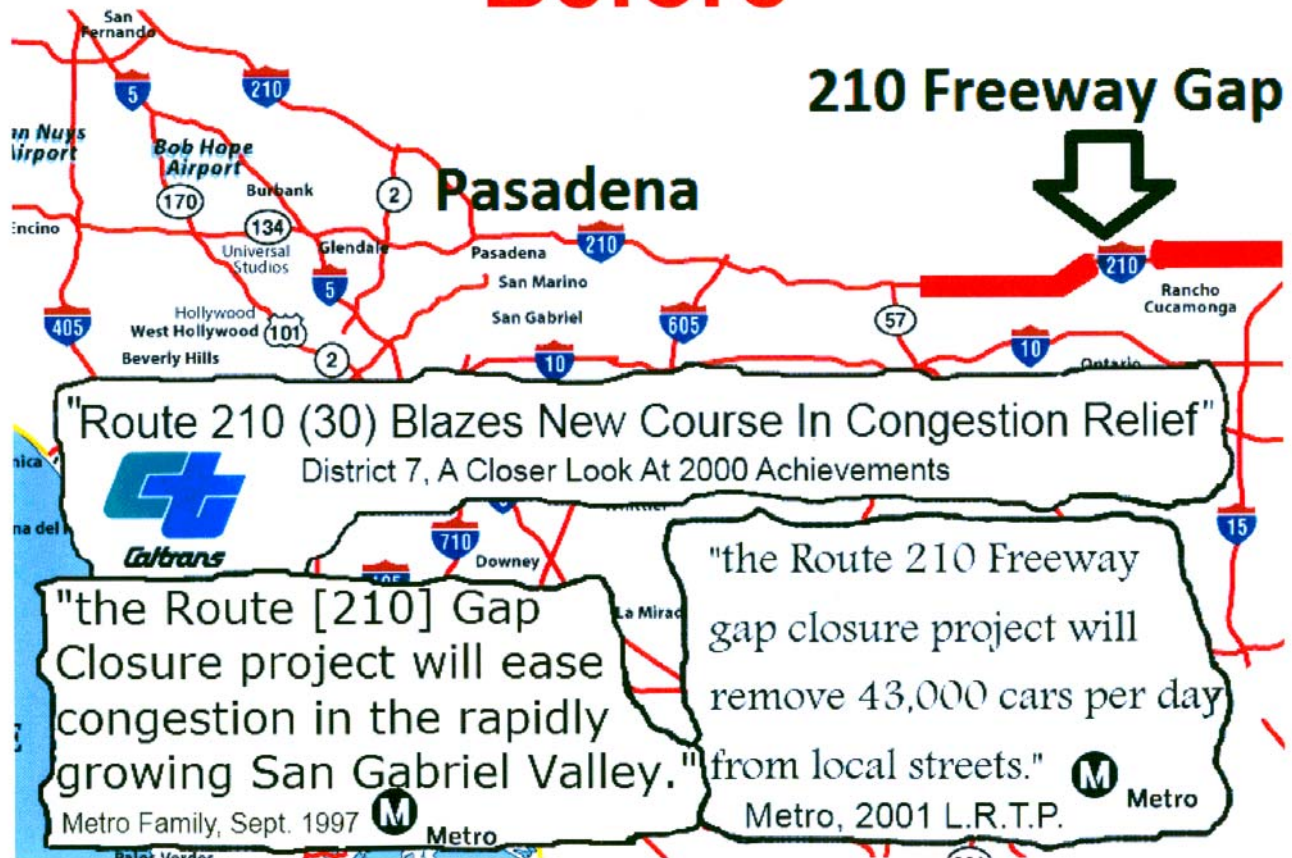 Before
San
Fernando
5
210
210 Freeway Gap
Airport
Bob Hope
Airport
170
Burbank
2
Pasadena
134
Encino
Universal
Studios
Glendale
Pasadena
210
210
San Marino
5
Rancho
Cucamonga
405
Hollywood
West Hollywood
101
San Gabriel
605
57
Beverly Hills
2
10
10
Ontario
"Route 210 (30) Blazes New Course In Congestion Relief"
District 7, A Closer Look At 2000 Achievements
Caltrans
710
Downey
15
La Mirad
"the Route [210] Gap
Closure project will ease
congestion in the rapidly
growing San Gabriel Valley."
Metro Family, Sept. 1997
M
Metro
"the Route 210 Freeway
gap closure project will
remove 43,000 cars per day
from local streets."
M
Metro
Metro, 2001 L.R.T.P.